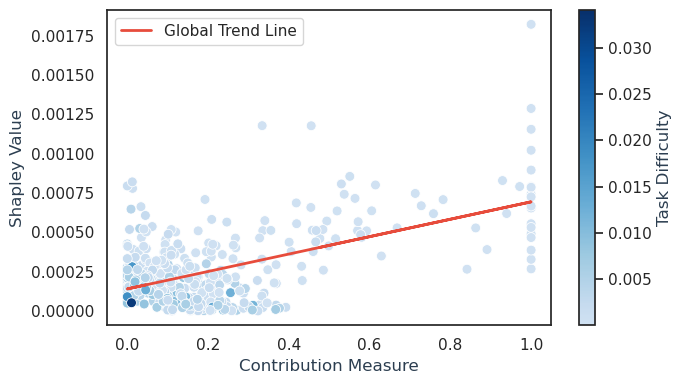 Global Trend Line
0.00175
0.00150
0.00125
0.00100
0.00075
0.00050
0.00025
0.00000
Shapley Value
0.0 0.2 0.4 0.6 0.8 1.0
Contribution Measure
0.030
0.025
0.020
0.015
0.010
0.005
Task Difficulty